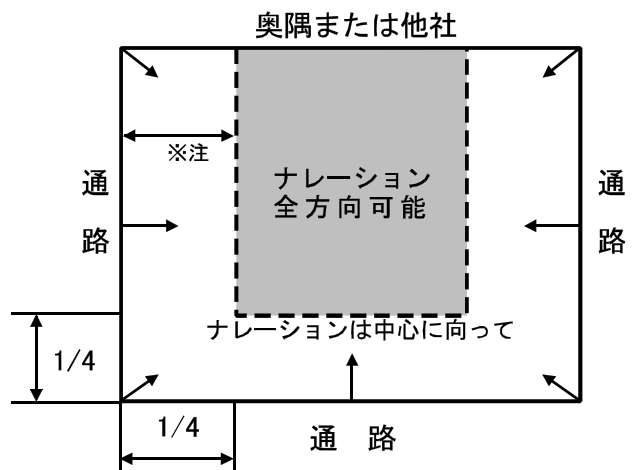 奥隅または他社
※注
通路
ナレーション
全方向可能
通路
ナレーションは中心に向って
1/4
1/4
通 路